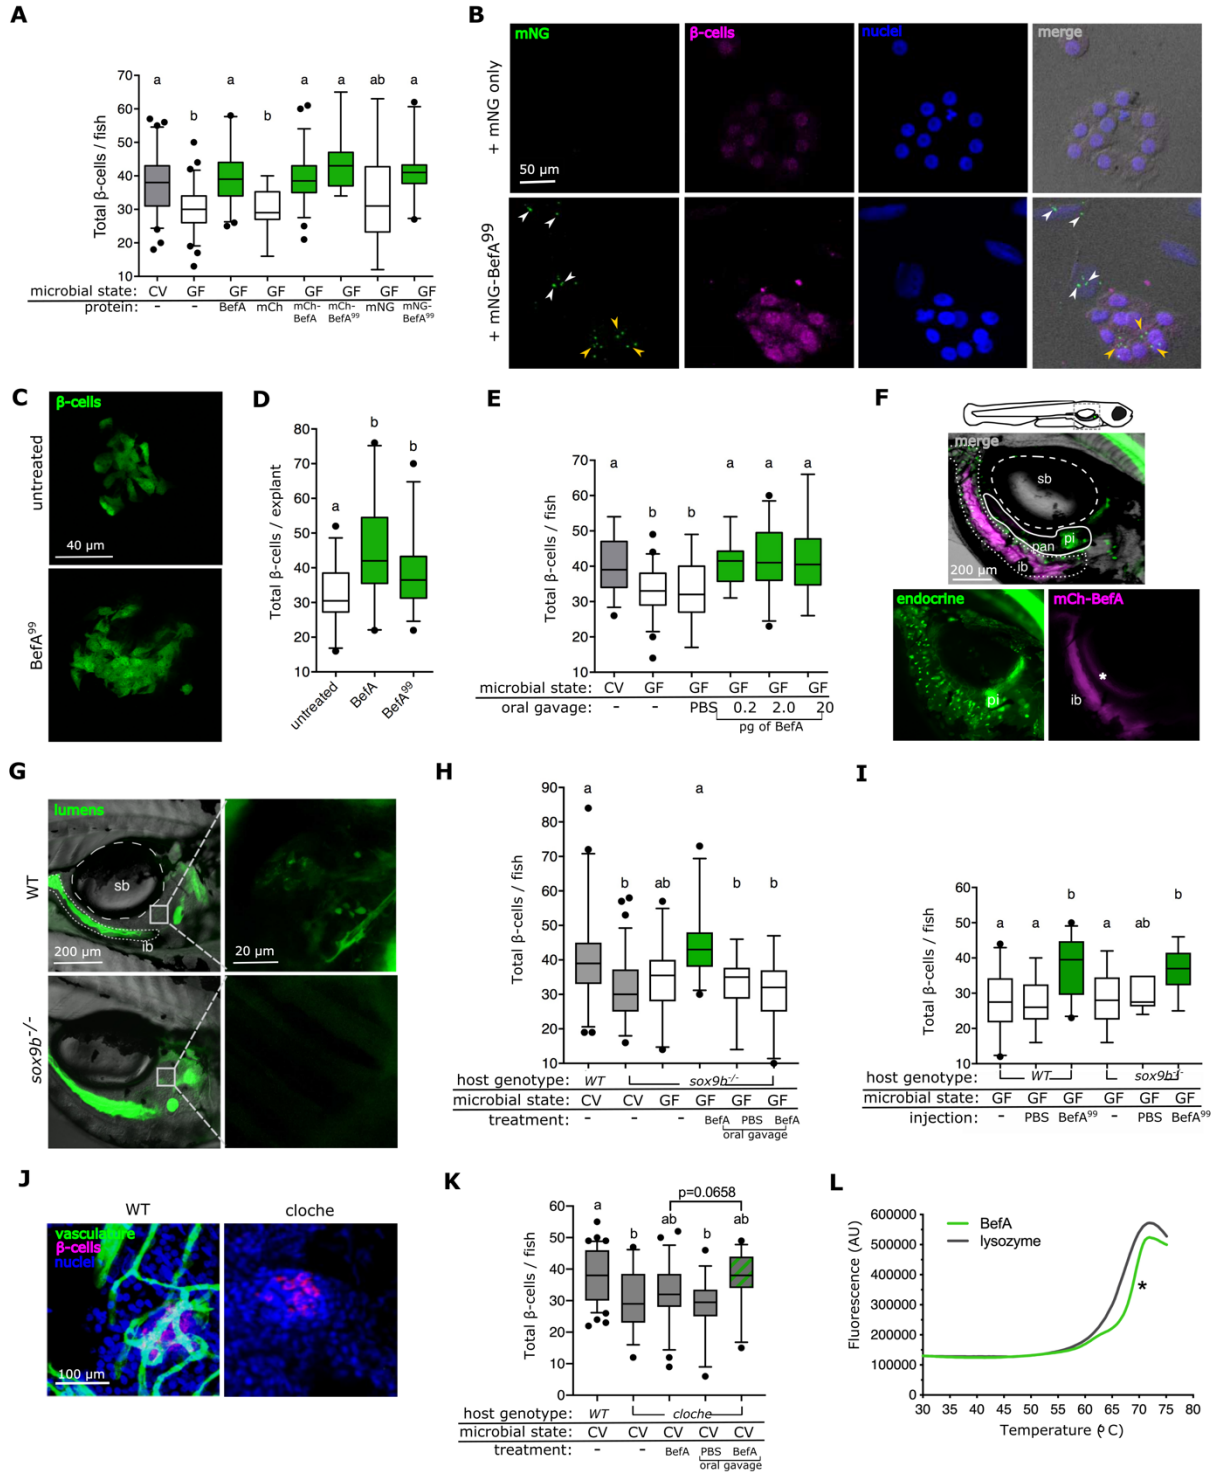 A
Total β-cells / fish
70
60
50
40
30
20
10
a b a b a a ab a
microbial state: CV GF GF GF GF GF GF GF
protein: - - BefA mCh mCh-BefA mCh-BefA99 mNG mNG-BefA99
B
mNG β-cells nuclei merge
+ mNG only
50 μm
+ mNG-BefA99
C
β-cells
untreated
40 μm
BefA99
D
Total β-cells / explant
80
70
60
50
40
30
20
10
a b b
untreated BefA BefA99
E
Total β-cells / fish
70
60
50
40
30
20
10
a b b a a a
microbial state: CV GF GF GF GF GF
oral gavage: - - PBS 0.2 2.0 20
pg of BefA
F
merge
sb
pi
pan
ib
200 μm
endocrine
pi
mCh-BefA
*
ib
G
lumens
WT
sb
200 μm
ib
20 μm
sox9b-/-
H
Total β-cells / fish
90
80
70
60
50
40
30
20
10
a b ab a b b
host genotype: WT sox9b-/-
microbial state: CV CV GF GF GF GF
treatment: - - - BefA PBS BefA
oral gavage
I
Total β-cells / fish
60
50
40
30
20
10
a a b a ab b
host genotype: WT sox9b-/-
microbial state: GF GF GF GF GF GF
injection: - PBS BefA99 - PBS BefA99
J
WT cloche
vasculature
β-cells
nuclei
100 μm
K
Total β-cells / fish
60
50
40
30
20
10
0
p=0.0658
a b ab b ab
host genotype: WT cloche
microbial state: CV CV CV CV CV
treatment: - - BefA PBS BefA
oral gavage
L
Fluorescence (AU)
600000
500000
400000
300000
200000
100000
0
BefA
lysozyme
*
30 35 40 45 50 55 60 65 70 75 80
Temperature (° C)